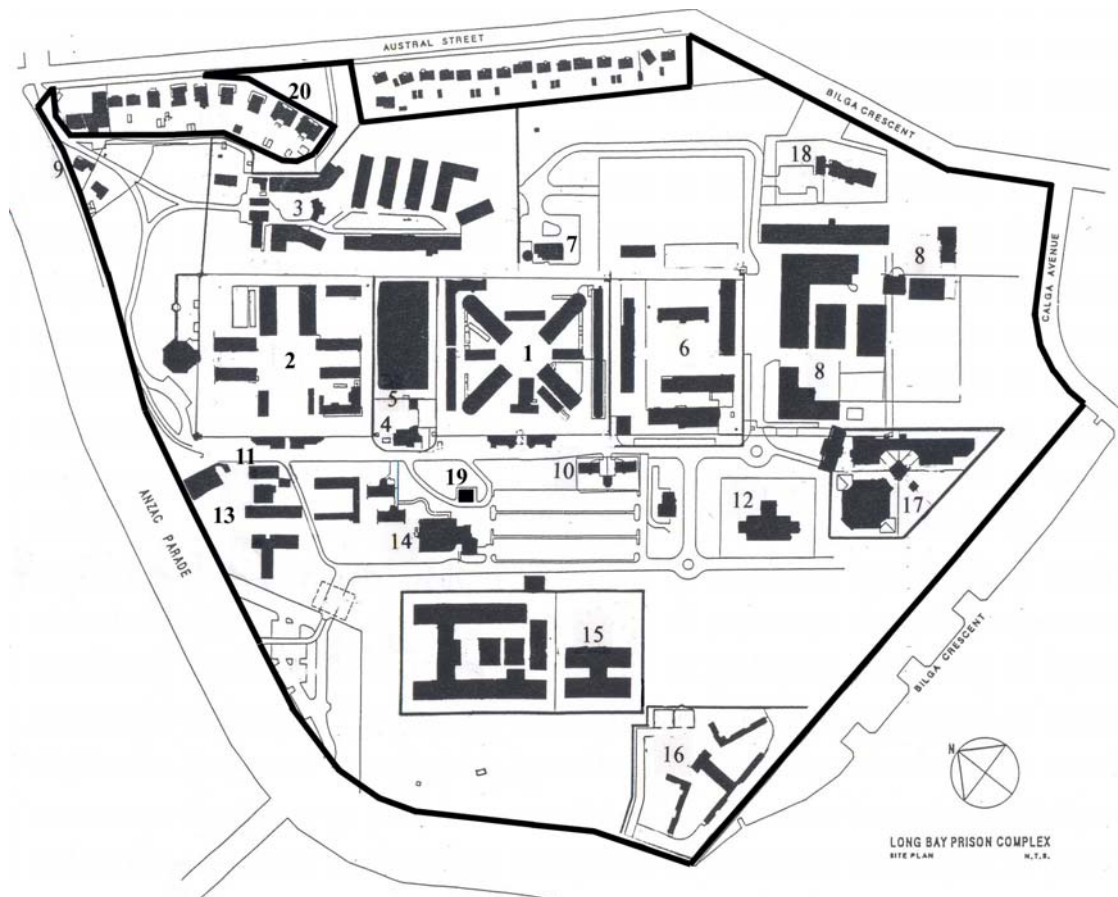 AUSTRAL STREET
20
BILGA CRESCENT
9
18
3
7
8
CALGA AVENUE
1
2
6
8
5
4
11
19
10
17
13
12
14
ANZAC PARADE
15
BILGA CRESCENT
16
N
LONG BAY PRISON COMPLEX
SITE PLAN N.T.S.